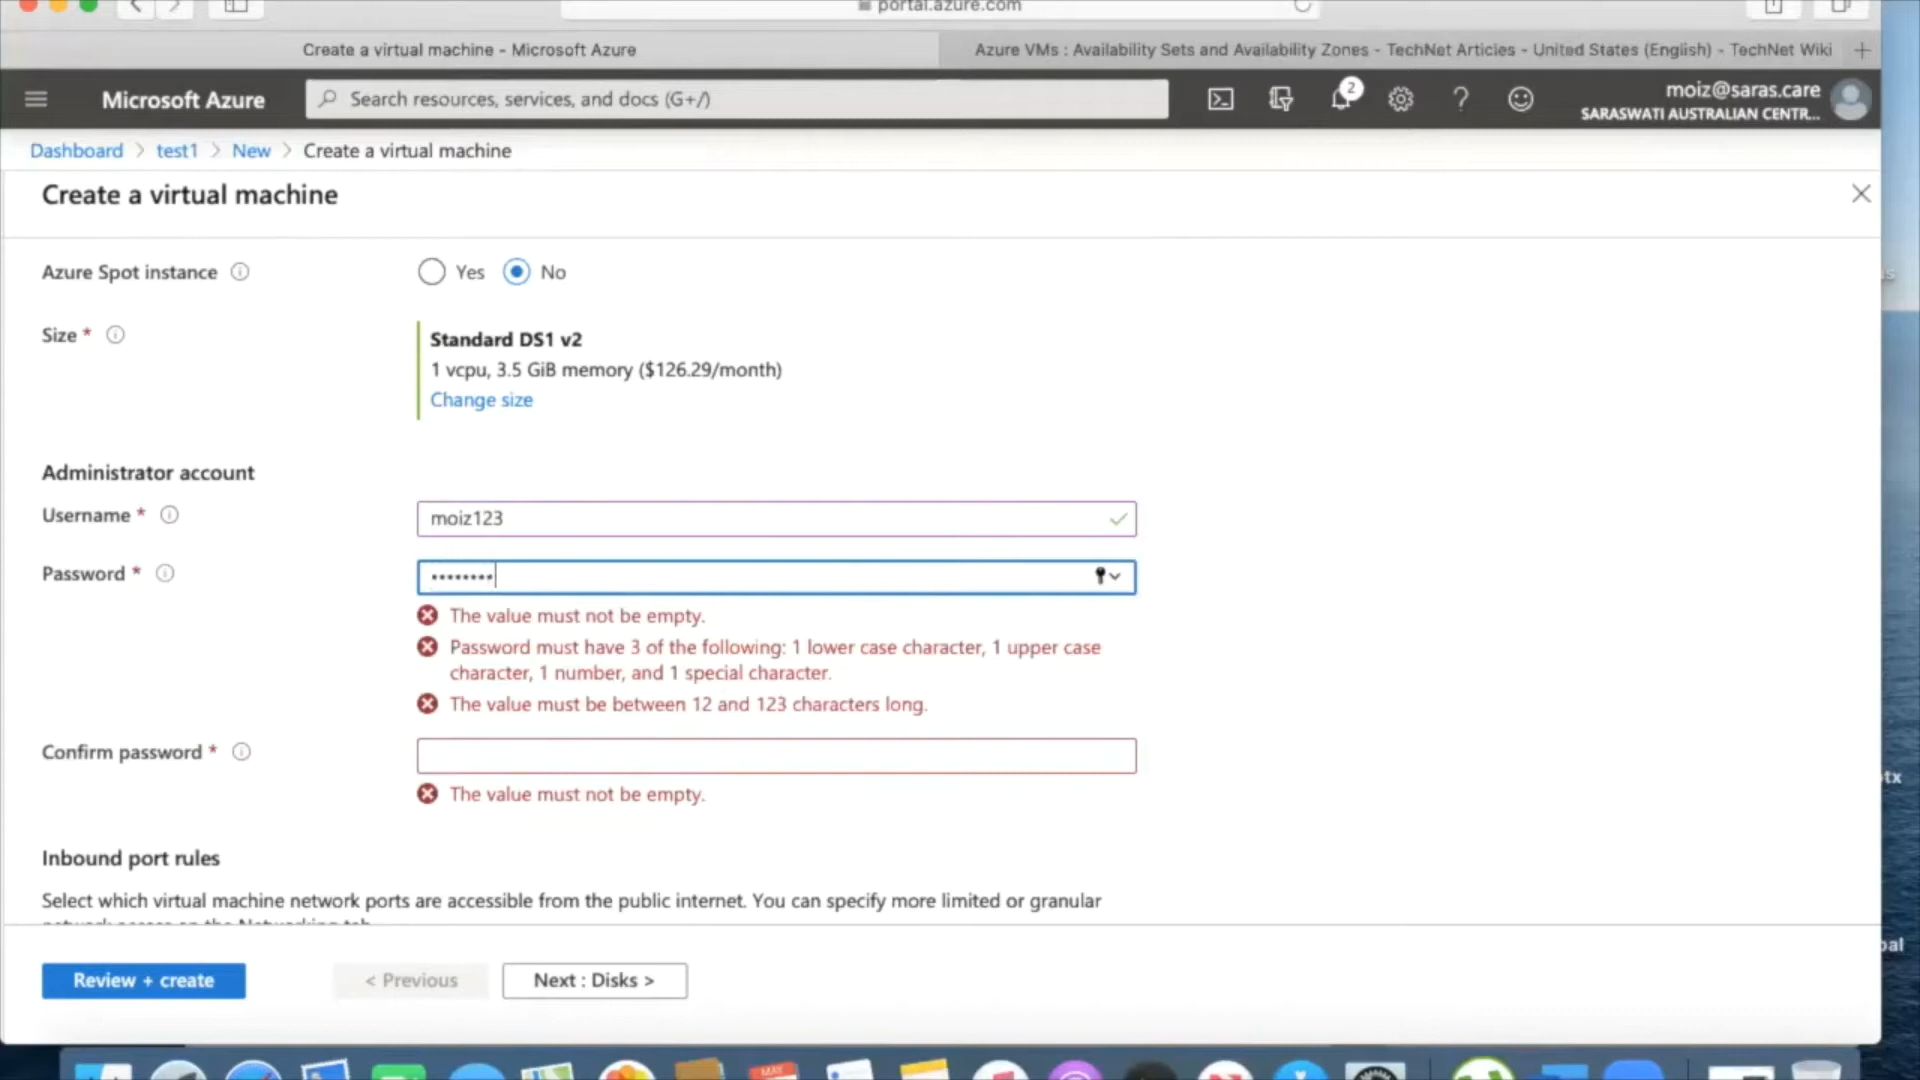 portal.azure.com
Create a virtual machine - Microsoft Azure
Azure VMs : Availability Sets and Availability Zones - TechNet Articles - United States (English) - TechNet Wiki
Microsoft Azure
Search resources, services, and docs (G+/)
2
moiz@saras.care
SARASWATI AUSTRALIAN CENTR...
Dashboard > test1 > New > Create a virtual machine
Create a virtual machine
Azure Spot instance
Yes
No
Size *
Standard DS1 v2
1 vcpu, 3.5 GiB memory ($126.29/month)
Change size
Administrator account
Username *
moiz123
Password *
••••••••
The value must not be empty.
Password must have 3 of the following: 1 lower case character, 1 upper case
character, 1 number, and 1 special character.
The value must be between 12 and 123 characters long.
Confirm password *
The value must not be empty.
Inbound port rules
Select which virtual machine network ports are accessible from the public internet. You can specify more limited or granular
network access on the Networking tab.
Review + create
< Previous
Next : Disks >
MAY